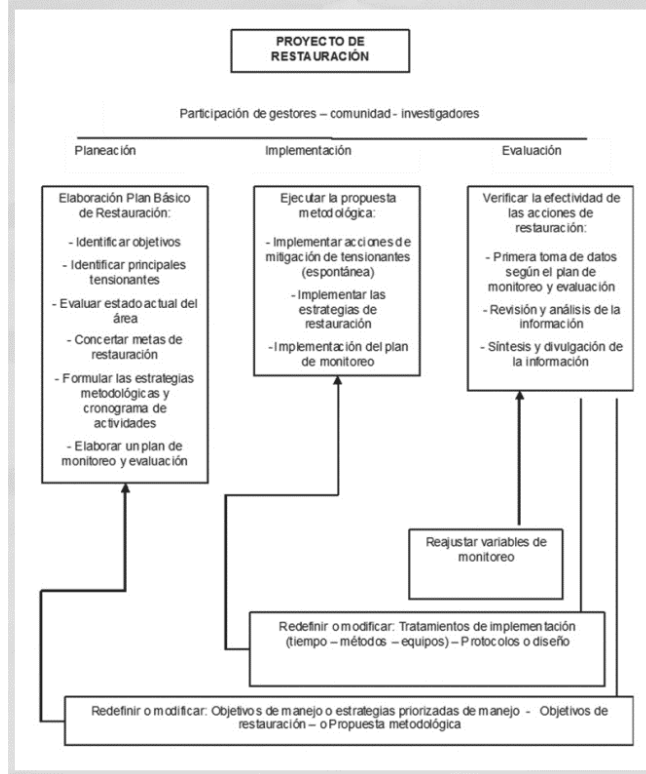 PROYECTO DE
RESTAURACIÓN
Participación de gestores – comunidad - investigadores
Planeación
Implementación
Evaluación
Elaboración Plan Básico
de Restauración:
- Identificar objetivos
- Identificar principales
tensionantes
- Evaluar estado actual del
área
- Concertar metas de
restauración
- Formular las estrategias
metodológicas y
cronograma de
actividades
- Elaborar un plan de
monitoreo y evaluación
Ejecutar la propuesta
metodológica:
- Implementar acciones de
mitigación de tensionantes
(espontánea)
- Implementar las
estrategias de
restauración
- Implementación del plan
de monitoreo
Verificar la efectividad de
las acciones de
restauración:
- Primera toma de datos
según el plan de
monitoreo y evaluación
- Revisión y análisis de la
información
- Síntesis y divulgación de
la información
Reajustar variables de
monitoreo
Redefinir o modificar: Tratamientos de implementación
(tiempo – métodos – equipos) – Protocolos o diseño
Redefinir o modificar: Objetivos de manejo o estrategias priorizadas de manejo - Objetivos de
restauración – o Propuesta metodológica